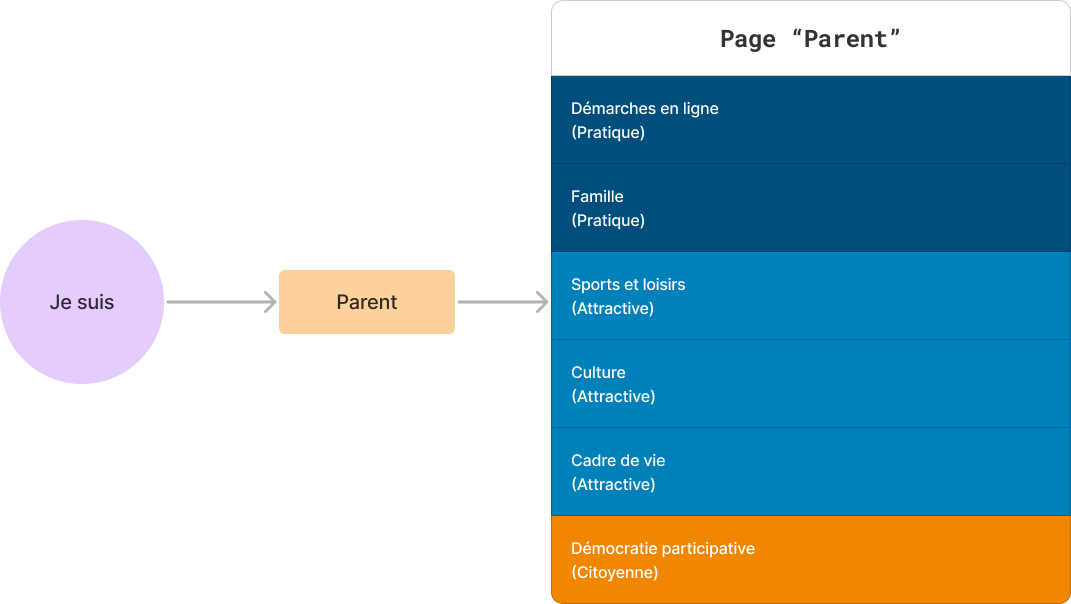 Page “Parent”
Démarches en ligne
(Pratique)
Famille
(Pratique)
Je suis
Parent
Sports et loisirs
(Attractive)
Culture
(Attractive)
Cadre de vie
(Attractive)
Démocratie participative
(Citoyenne)